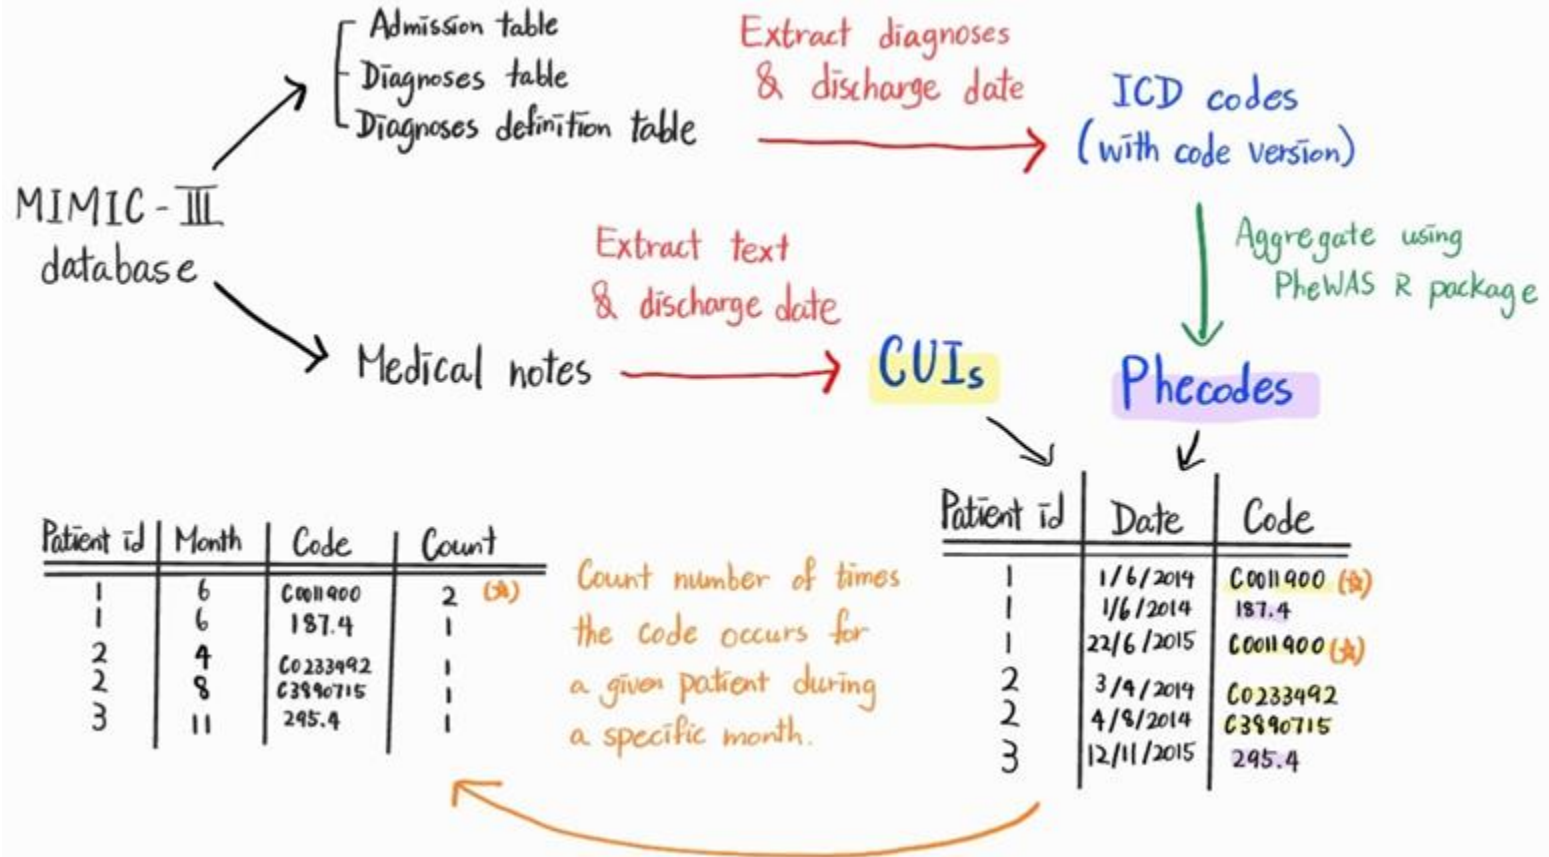 Admission table
Diagnoses table
Diagnoses definition table
Extract diagnoses
& discharge date
ICD codes
(with code version)
MIMIC-III
database
Aggregate using
PheWAS R package
Extract text
& discharge date
Medical notes
CUIs
Phecodes
Patient id Month Code Count
1 6 C0011900 2 (☆)
1 6 187.4 1
2 4 C0233492 1
2 8 C3890715 1
3 11 295.4 1
Count number of times
the code occurs for
a given patient during
a specific month.
Patient id Date Code
1 1/6/2014 C0011900 (☆)
1 1/6/2014 187.4
1 22/6/2015 C0011900 (☆)
2 3/4/2014 C0233492
2 4/8/2014 C3890715
3 12/11/2015 295.4